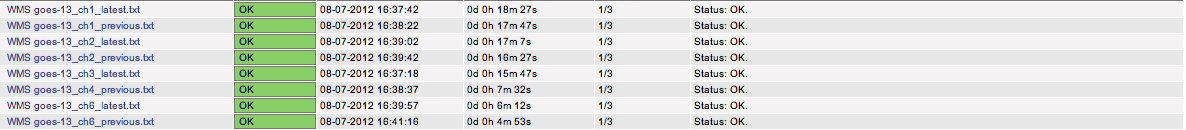 WMS goes-13_ch1_latest.txt OK 08-07-2012 16:37:42 0d 0h 18m 27s 1/3 Status: OK.
WMS goes-13_ch1_previous.txt OK 08-07-2012 16:38:22 0d 0h 17m 47s 1/3 Status: OK.
WMS goes-13_ch2_latest.txt OK 08-07-2012 16:39:02 0d 0h 17m 7s 1/3 Status: OK.
WMS goes-13_ch2_previous.txt OK 08-07-2012 16:39:42 0d 0h 16m 27s 1/3 Status: OK.
WMS goes-13_ch3_latest.txt OK 08-07-2012 16:37:18 0d 0h 15m 47s 1/3 Status: OK.
WMS goes-13_ch4_previous.txt OK 08-07-2012 16:38:37 0d 0h 7m 32s 1/3 Status: OK.
WMS goes-13_ch6_latest.txt OK 08-07-2012 16:39:57 0d 0h 6m 12s 1/3 Status: OK.
WMS goes-13_ch6_previous.txt OK 08-07-2012 16:41:16 0d 0h 4m 53s 1/3 Status: OK.